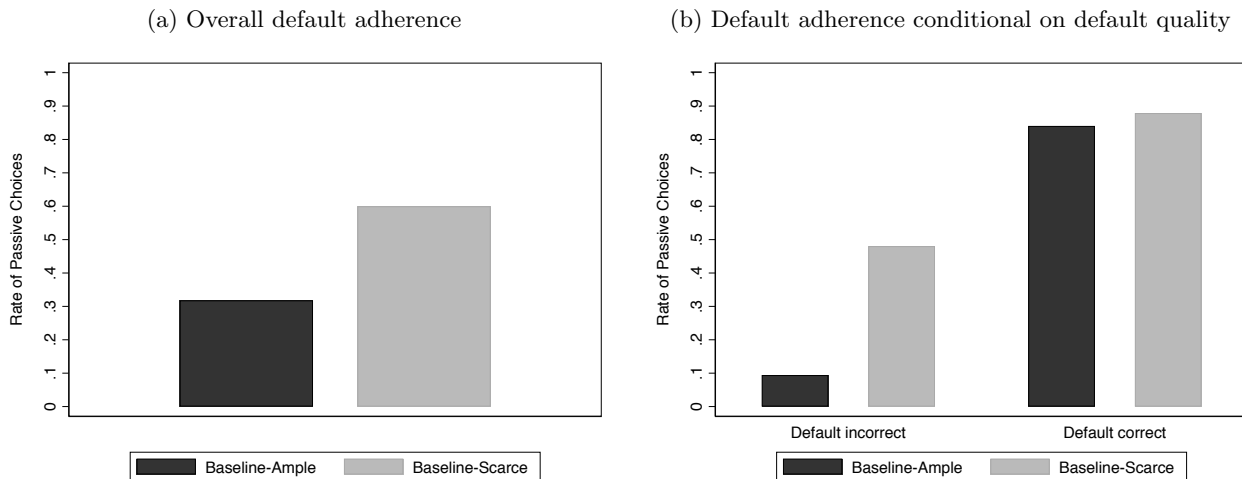 (a) Overall default adherence
Rate of Passive Choices
1
.9
.8
.7
.6
.5
.4
.3
.2
.1
0
Baseline-Ample
Baseline-Scarce
(b) Default adherence conditional on default quality
Rate of Passive Choices
1
.9
.8
.7
.6
.5
.4
.3
.2
.1
0
Default incorrect
Default correct
Baseline-Ample
Baseline-Scarce